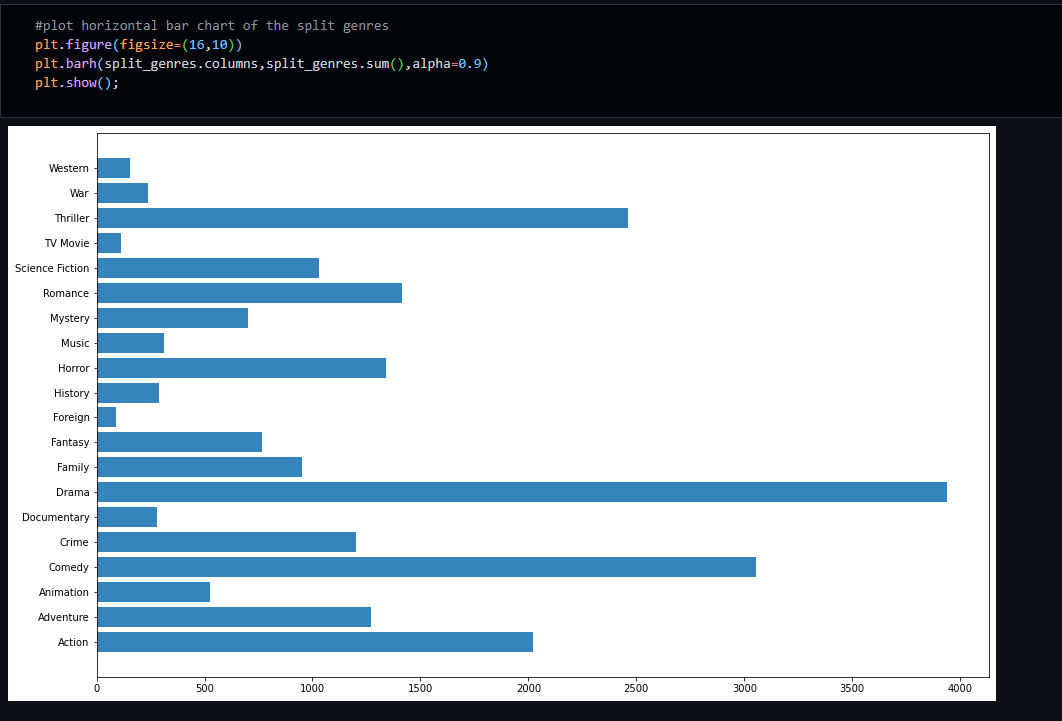 #plot horizontal bar chart of the split genres
plt.figure(figsize=(16,10))
plt.barh(split_genres.columns,split_genres.sum(),alpha=0.9)
plt.show();
Western
War
Thriller
TV Movie
Science Fiction
Romance
Mystery
Music
Horror
History
Foreign
Fantasy
Family
Drama
Documentary
Crime
Comedy
Animation
Adventure
Action
0 500 1000 1500 2000 2500 3000 3500 4000